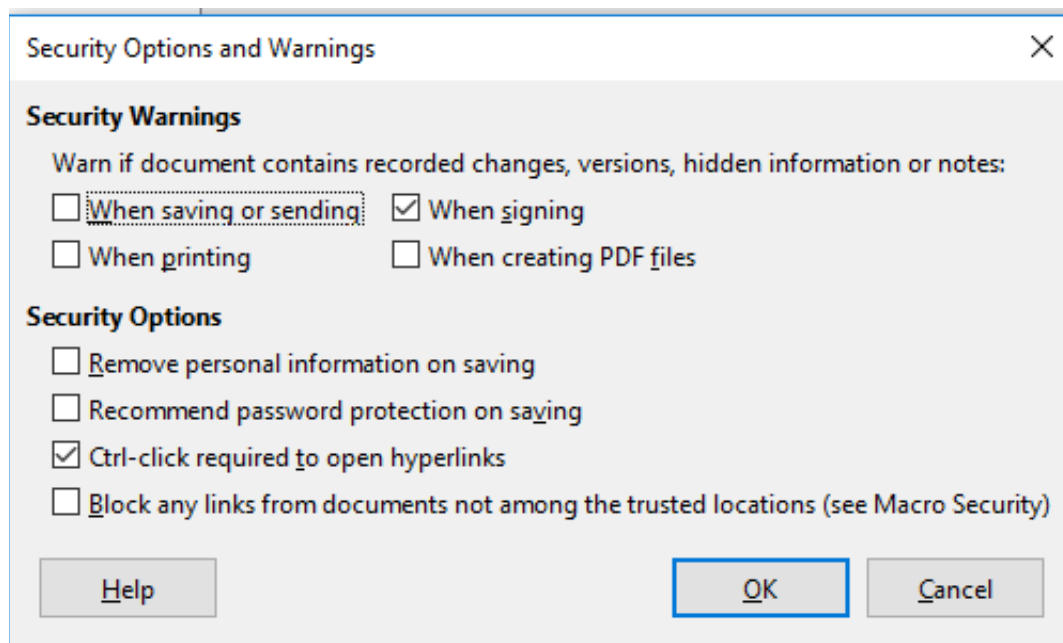 Security Options and Warnings
Security Warnings
Warn if document contains recorded changes, versions, hidden information or notes:
When saving or sending When signing
When printing When creating PDF files
Security Options
Remove personal information on saving
Recommend password protection on saving
Ctrl-click required to open hyperlinks
Block any links from documents not among the trusted locations (see Macro Security)
Help OK Cancel